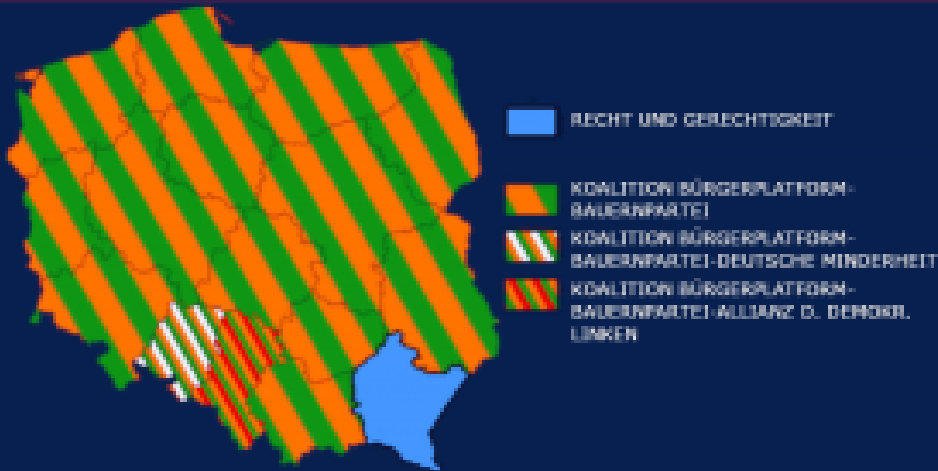 RECHT UND GERECHTIGKEIT
KOALITION BÜRGERPLATFORM-
BAUERNPARTEI
KOALITION BÜRGERPLATFORM-
BAUERNPARTEI-DEUTSCHE MINDERHEIT
KOALITION BÜRGERPLATFORM-
BAUERNPARTEI-ALLIANZ D. DEMOKR.
LINKEN